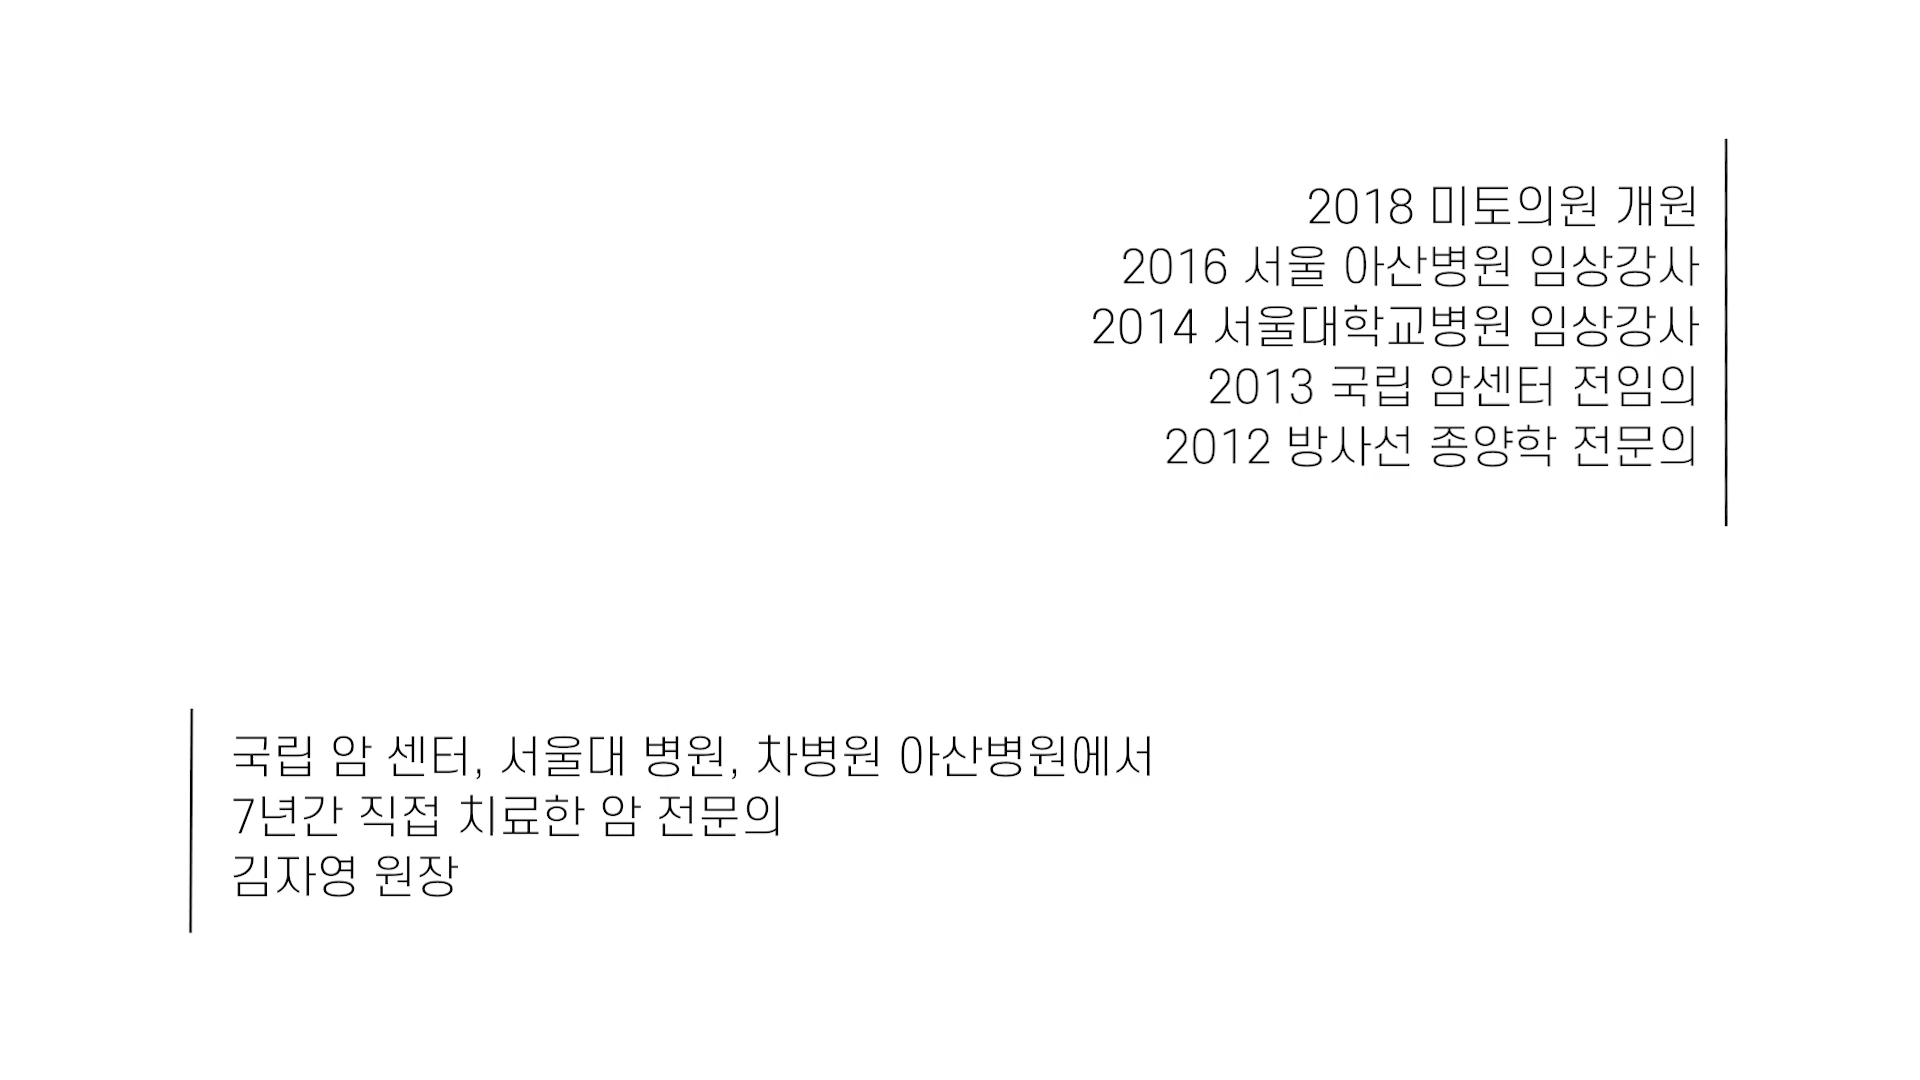 2018 미토의원 개원
2016 서울 아산병원 임상강사
2014 서울대학교병원 임상강사
2013 국립 암센터 전임의
2012 방사선 종양학 전문의
국립 암 센터, 서울대 병원, 차병원 아산병원에서
7년간 직접 치료한 암 전문의
김자영 원장